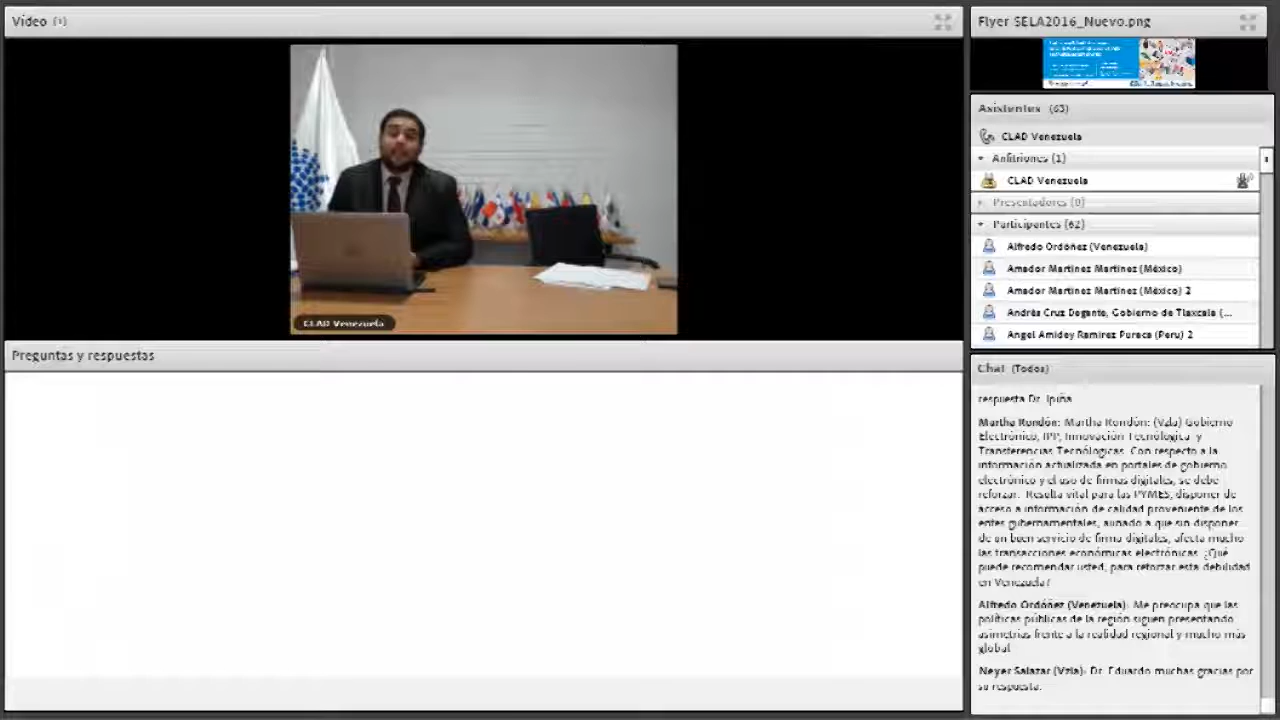 Vídeo (1)
CLAD Venezuela
Preguntas y respuestas
Flyer SELA2016_Nuevo.png
Asistentes (63)
CLAD Venezuela
Anfitriones (1)
CLAD Venezuela
Presentadores (0)
Participantes (62)
Alfredo Ordóñez (Venezuela)
Amador Martínez Martínez (México)
Amador Martínez Martínez (México) 2
Andrés Cruz Degante, Gobierno de Tlaxcala (...
Angel Amidey Ramirez Pureca (Peru) 2
Chat (Todos)
respuesta Dr. Ipiña
Martha Rondón: Martha Rondón: (Vzla) Gobierno
Electrónico, IPP, Innovación Tecnológica y
Transferencias Tecnólogicas. Con respecto a la
información actualizada en portales de gobierno
electrónico y el uso de firmas digitales, se debe
reforzar. Resulta vital para las PYMES, disponer de
acceso a información de calidad proveniente de los
entes gubernamentales, aunado a que sin disponer
de un buen servicio de firma digitales, afecta mucho
las transacciones económicas electrónicas. ¿Qué
puede recomendar usted, para reforzar esta debilidad
en Venezuela?
Alfredo Ordóñez (Venezuela): Me preocupa que las
políticas públicas de la región siguen presentando
asimetrías frente a la realidad regional y mucho más
global
Neyer Salazar (Vzla): Dr. Eduardo muchas gracias por
su respuesta.